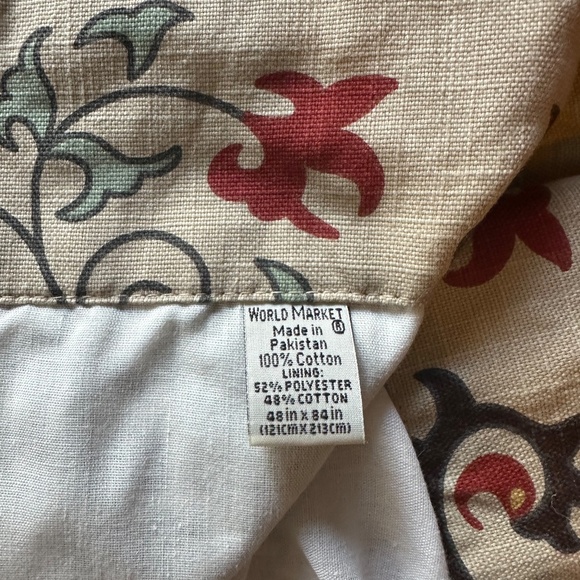 WORLD MARKET
®
Made in
Pakistan
100% Cotton
LINING:
52% POLYESTER
48% COTTON
48in x 84in
(121cm x 213cm)